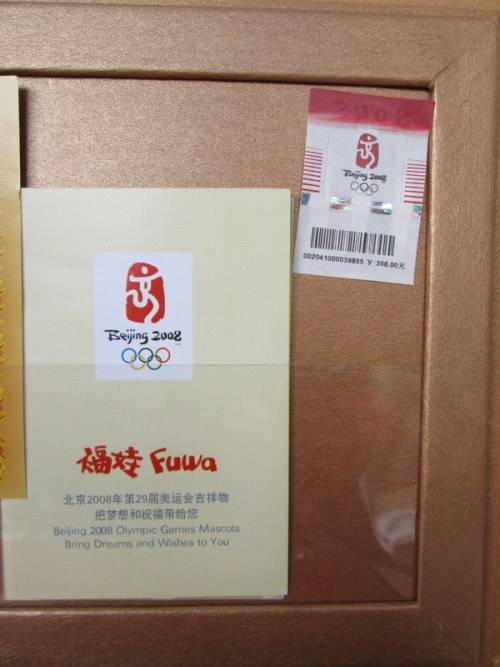 2008
Beijing 2008
002041000039865 ￥:398.00元
Beijing 2008
福娃 Fuwa
北京2008年第29届奥运会吉祥物
把梦想和祝福带给您
Beijing 2008 Olympic Games Mascots
Bring Dreams and Wishes to You